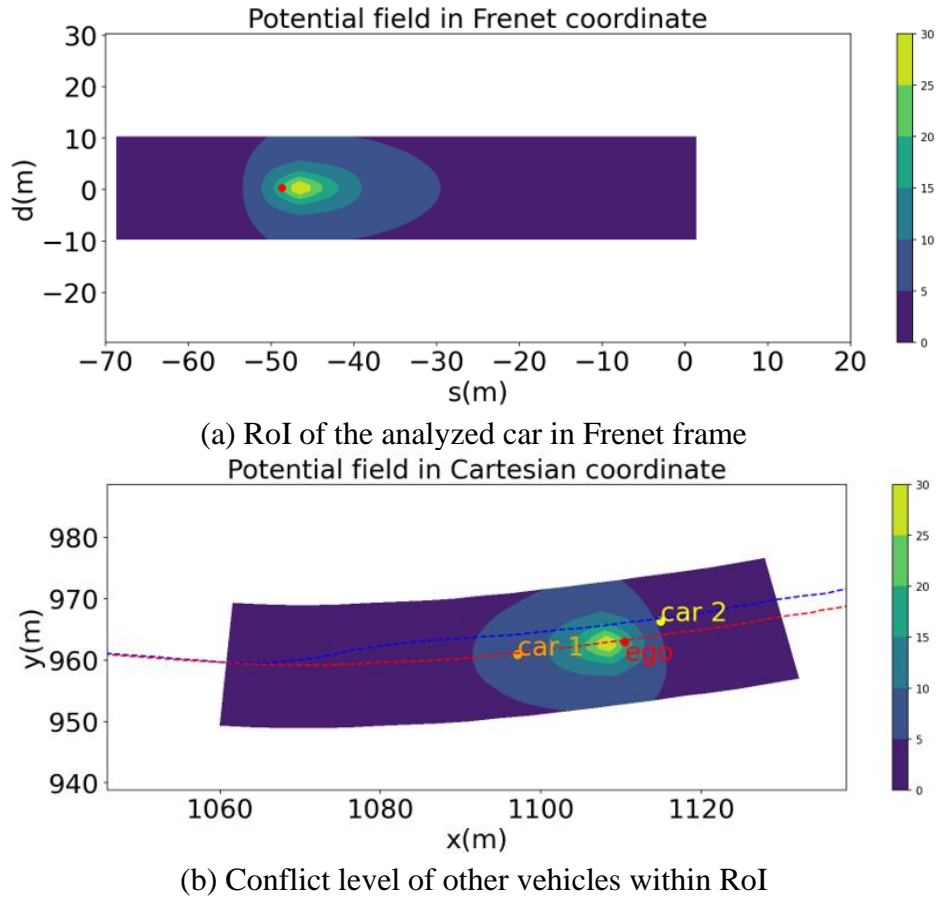 Potential field in Frenet coordinate
30
20
10
0
−10
−20
d(m)
−70 −60 −50 −40 −30 −20 −10 0 10 20
s(m)
30
25
20
15
10
5
0
(a) RoI of the analyzed car in Frenet frame
Potential field in Cartesian coordinate
980
970
960
950
940
y(m)
car 2
car 1
ego
1060 1080 1100 1120
x(m)
30
25
20
15
10
5
0
(b) Conflict level of other vehicles within RoI